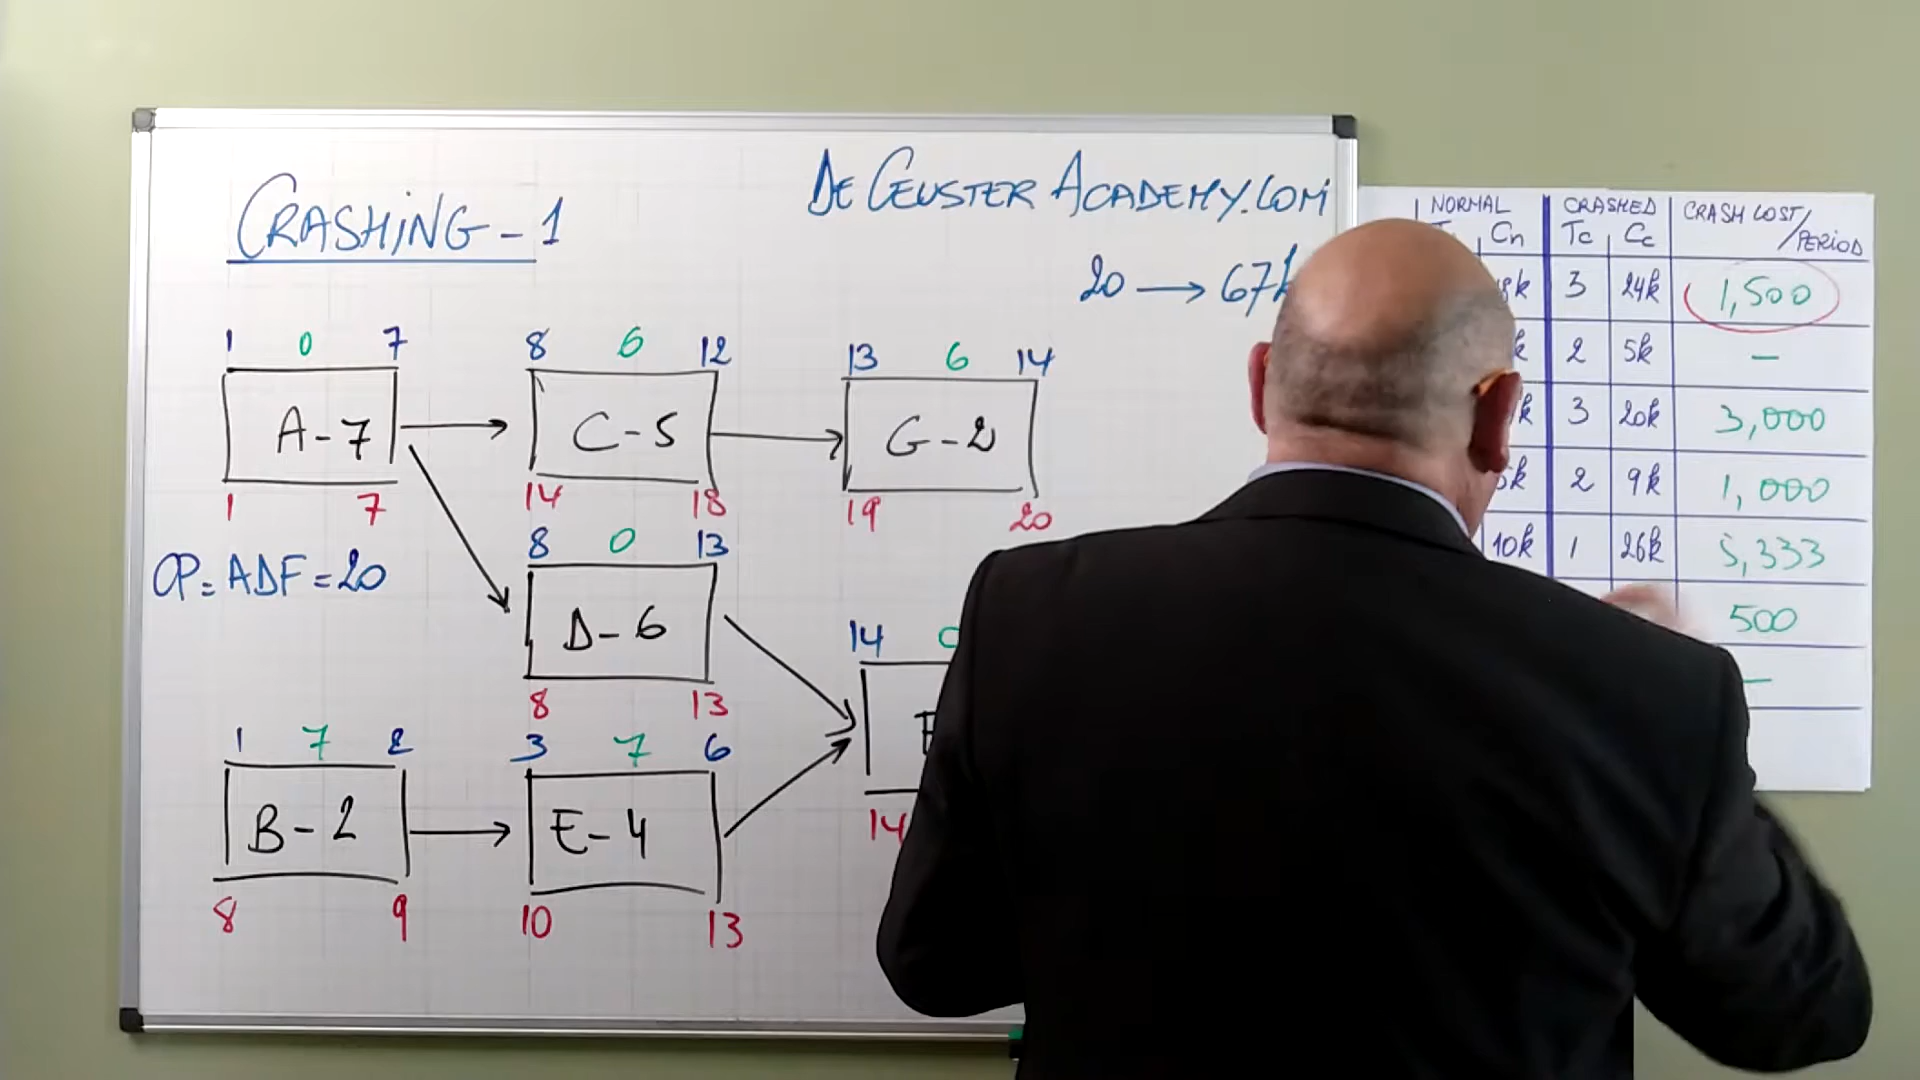 CRASHING - 1
DE CEUSTER ACADEMY.COM
20 → 67k
1 0 7
A-7
1 7
8 6 12
C-5
14 18
13 6 14
G-2
19 20
CP = ADF = 20
8 0 13
D-6
8 13
14
14
1 7 2
B-2
8 9
3 7 6
E-4
10 13
NORMAL CRASHED CRASH COST/PERIOD
Cn Tc Cc
8k 3 24k 1,500
k 2 5k –
k 3 20k 3,000
k 2 9k 1,000
10k 1 26k 5,333
500
–